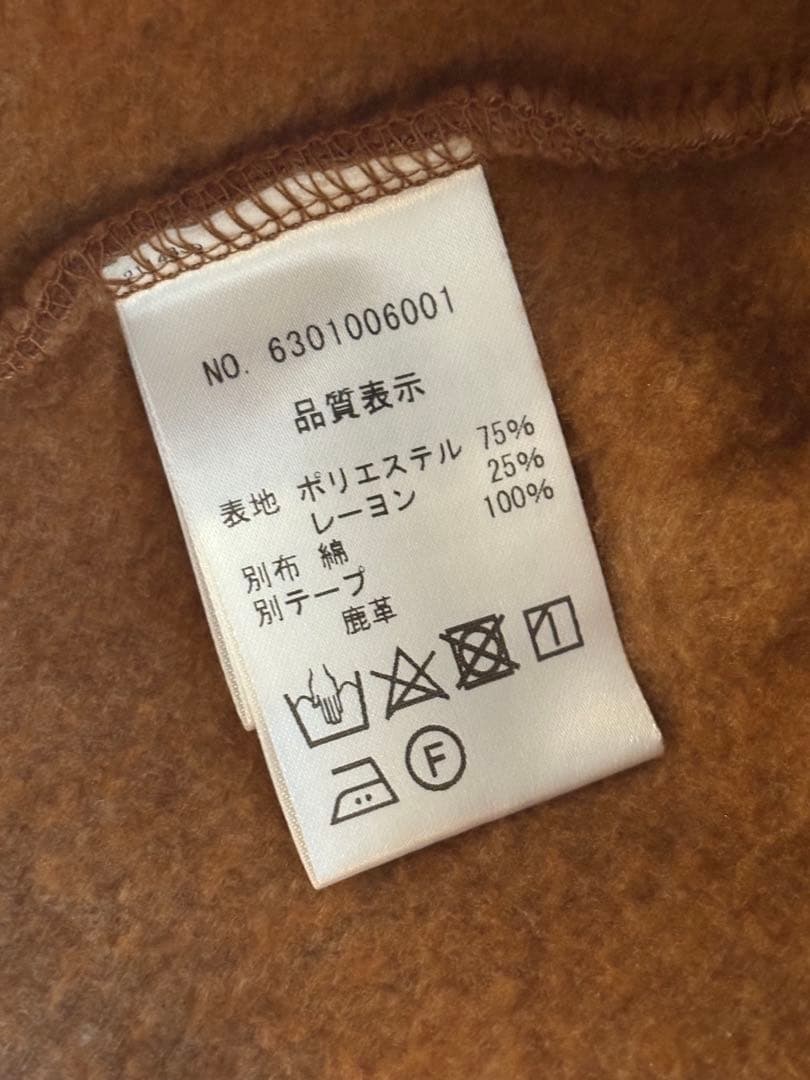 NO. 6301006001
品質表示
表地 ポリエステル 75%
レーヨン 25%
別布 綿 100%
別テープ
鹿革
F